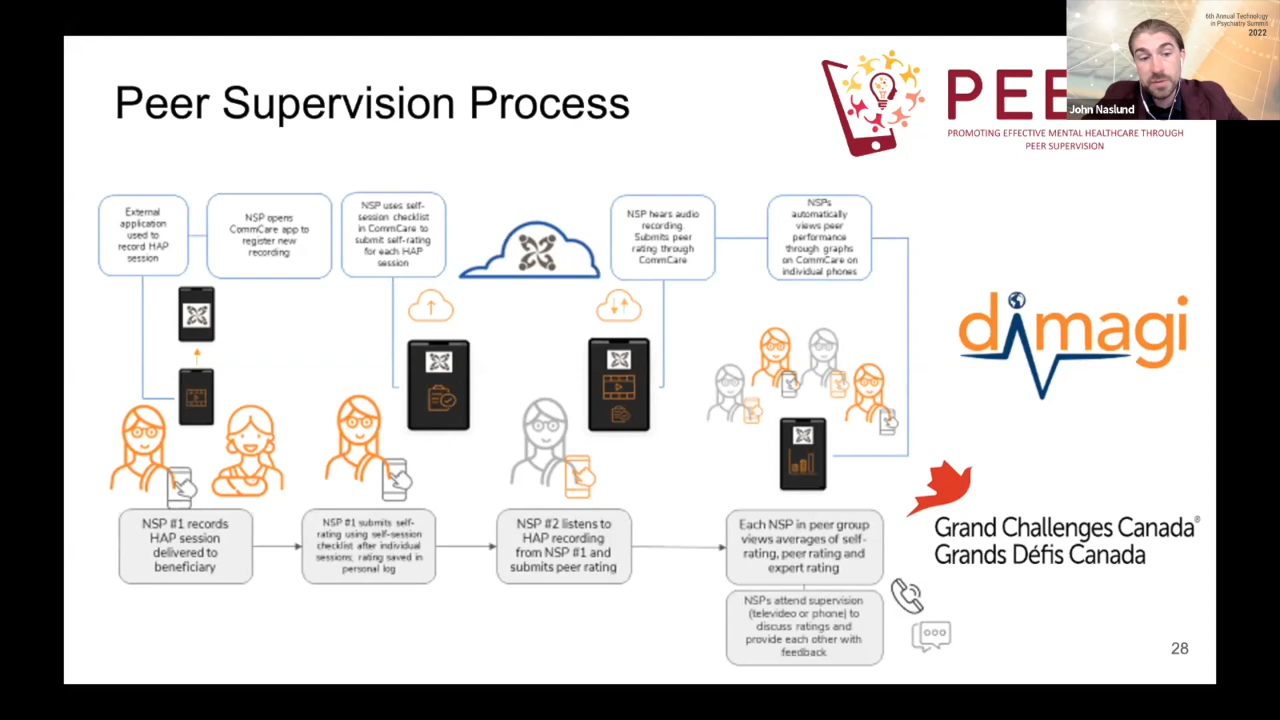 6th Annual Technology
in Psychiatry Summit
2022
John Naslund
Peer Supervision Process
PEE
PROMOTING EFFECTIVE MENTAL HEALTHCARE THROUGH
PEER SUPERVISION
External
application
used to
record HAP
session
NSP opens
CommCare app to
register new
recording
NSP uses self-
session checklist
in CommCare to
submit self-rating
for each HAP
session
NSP hears audio
recording.
Submits peer
rating through
CommCare
NSPs
automatically
views peer
performance
through graphs
on CommCare on
individual phones
dimagi
NSP #1 records
HAP session
delivered to
beneficiary
NSP #1 submits self-
rating using self-session
checklist after individual
sessions; rating saved in
personal log
NSP #2 listens to
HAP recording
from NSP #1 and
submits peer rating
Each NSP in peer group
views averages of self-
rating, peer rating and
expert rating
NSPs attend supervision
(televideo or phone) to
discuss ratings and
provide each other with
feedback
Grand Challenges Canada®
Grands Défis Canada
28